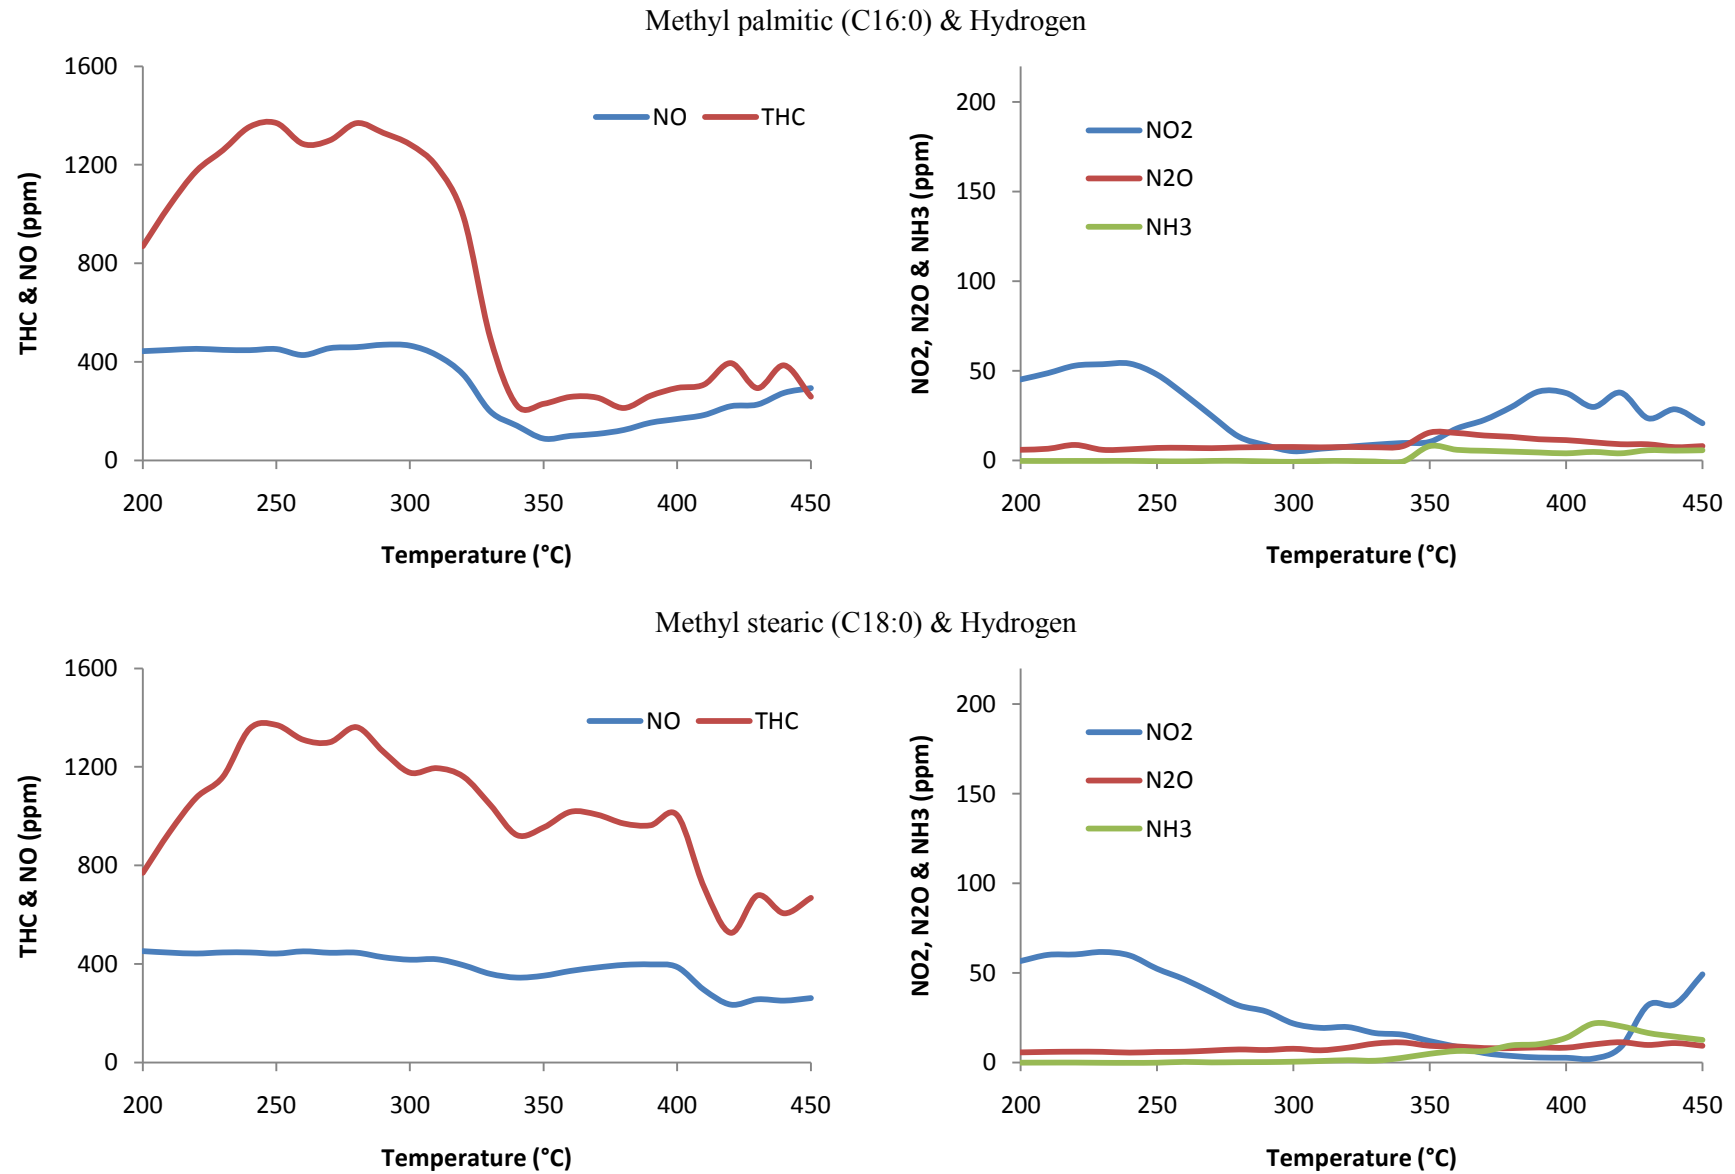 Methyl palmitic (C16:0) & Hydrogen
THC & NO (ppm)
1600
1200
800
400
0
NO
THC
200
250
300
350
400
450
Temperature (°C)
NO2, N2O & NH3 (ppm)
200
150
100
50
0
NO2
N2O
NH3
200
250
300
350
400
450
Temperature (°C)
Methyl stearic (C18:0) & Hydrogen
THC & NO (ppm)
1600
1200
800
400
0
NO
THC
200
250
300
350
400
450
Temperature (°C)
NO2, N2O & NH3 (ppm)
200
150
100
50
0
NO2
N2O
NH3
200
250
300
350
400
450
Temperature (°C)